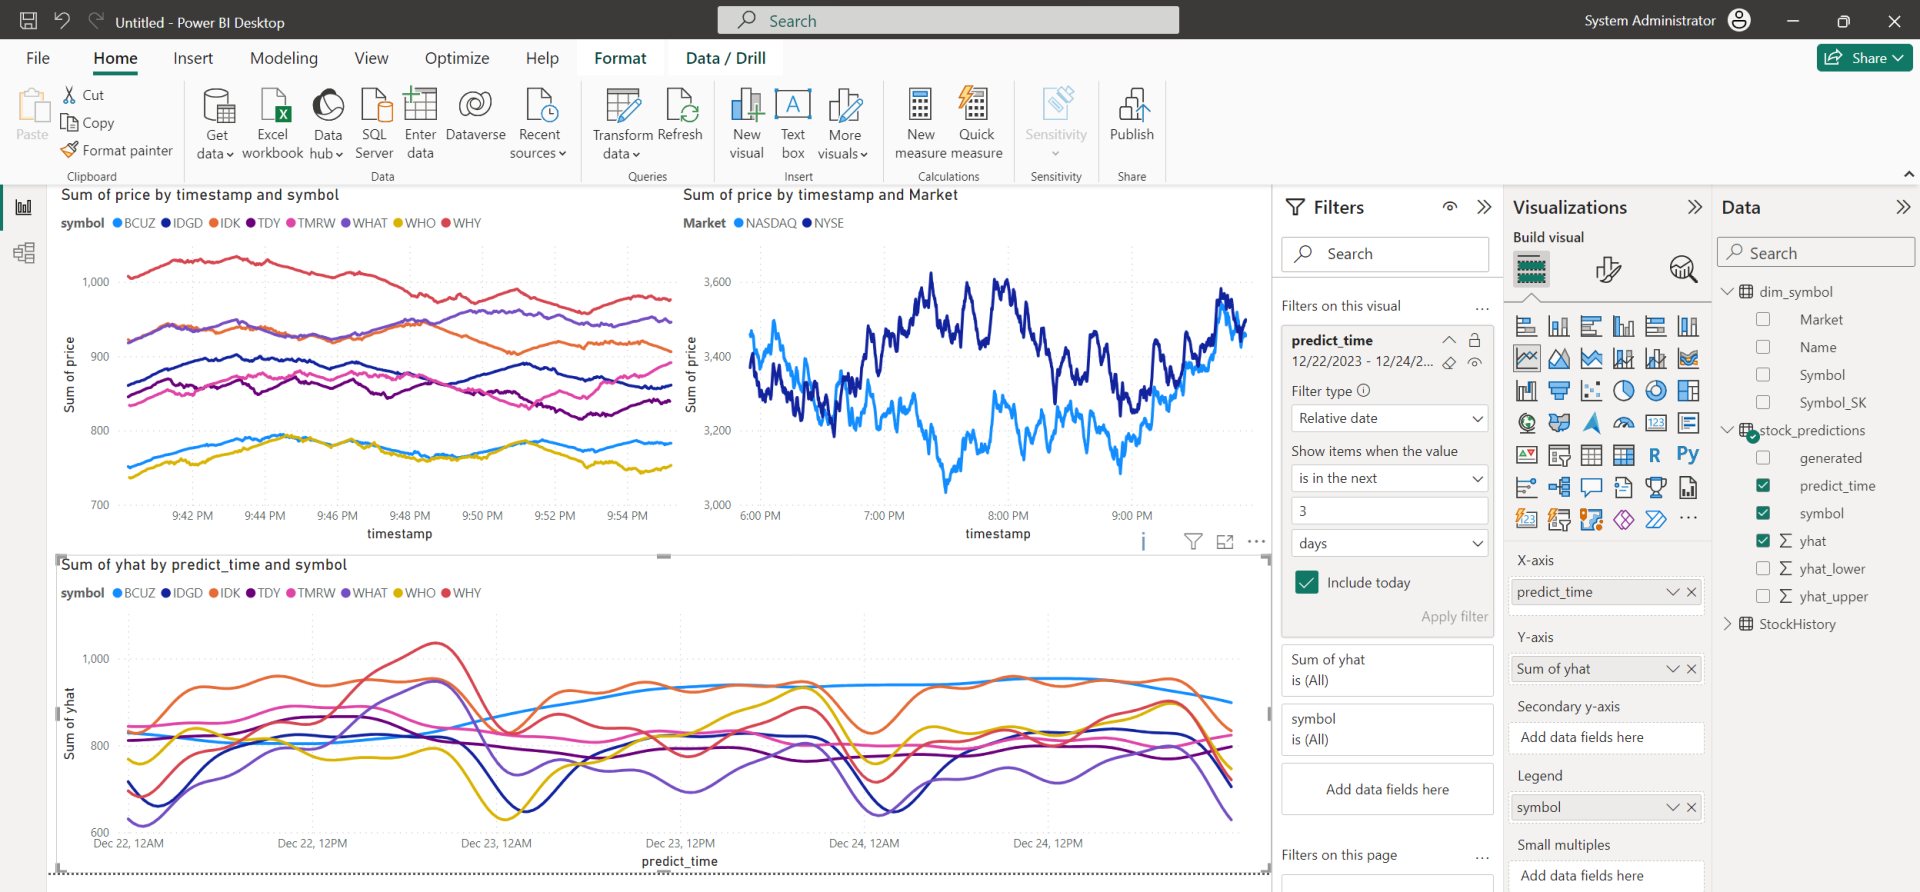 Untitled - Power BI Desktop
Search
System Administrator
File Home Insert Modeling View Optimize Help Format Data / Drill
Share
Paste
Cut
Copy
Format painter
Clipboard
Get data
Excel workbook
Data hub
SQL Server
Enter data
Dataverse
Recent sources
Data
Transform data
Refresh
Queries
New visual
Text box
More visuals
Insert
New measure
Quick measure
Calculations
Sensitivity
Sensitivity
Publish
Share
Sum of price by timestamp and symbol
symbol BCUZ IDGD IDK TDY TMRW WHAT WHO WHY
Sum of price
1,000
900
800
700
9:42 PM 9:44 PM 9:46 PM 9:48 PM 9:50 PM 9:52 PM 9:54 PM
timestamp
Sum of price by timestamp and Market
Market NASDAQ NYSE
Sum of price
3,600
3,400
3,200
3,000
6:00 PM 7:00 PM 8:00 PM 9:00 PM
timestamp
Sum of yhat by predict_time and symbol
symbol BCUZ IDGD IDK TDY TMRW WHAT WHO WHY
Sum of yhat
1,000
800
600
Dec 22, 12AM Dec 22, 12PM Dec 23, 12AM Dec 23, 12PM Dec 24, 12AM Dec 24, 12PM
predict_time
Filters
Search
Filters on this visual
predict_time
12/22/2023 - 12/24/2...
Filter type
Relative date
Show items when the value
is in the next
3
days
Include today
Apply filter
Sum of yhat
is (All)
symbol
is (All)
Add data fields here
Filters on this page
Visualizations
Build visual
123
123
R
Py
123
X-axis
predict_time
Y-axis
Sum of yhat
Secondary y-axis
Add data fields here
Legend
symbol
Small multiples
Add data fields here
Data
Search
dim_symbol
Market
Name
Symbol
Symbol_SK
stock_predictions
generated
predict_time
symbol
Σ yhat
Σ yhat_lower
Σ yhat_upper
StockHistory